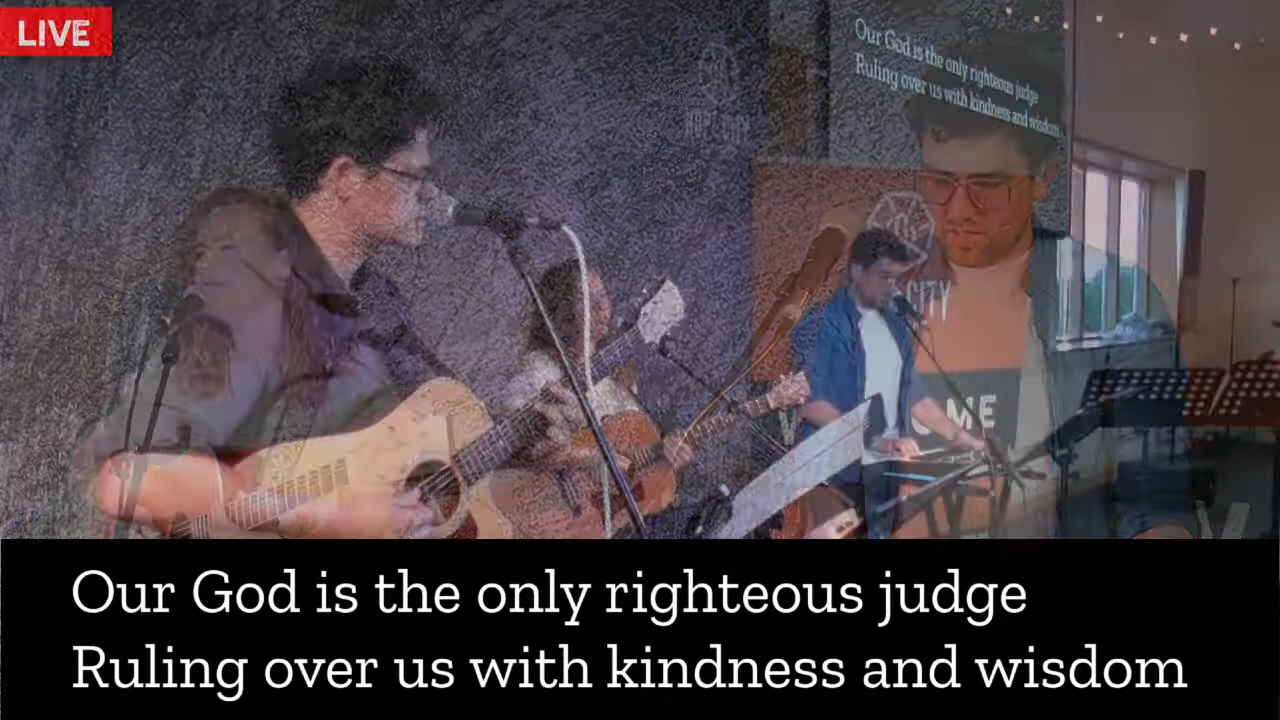 LIVE
Our God is the only righteous judge
Ruling over us with kindness and wisdom
CITY
OME
Our God is the only righteous judge
Ruling over us with kindness and wisdom